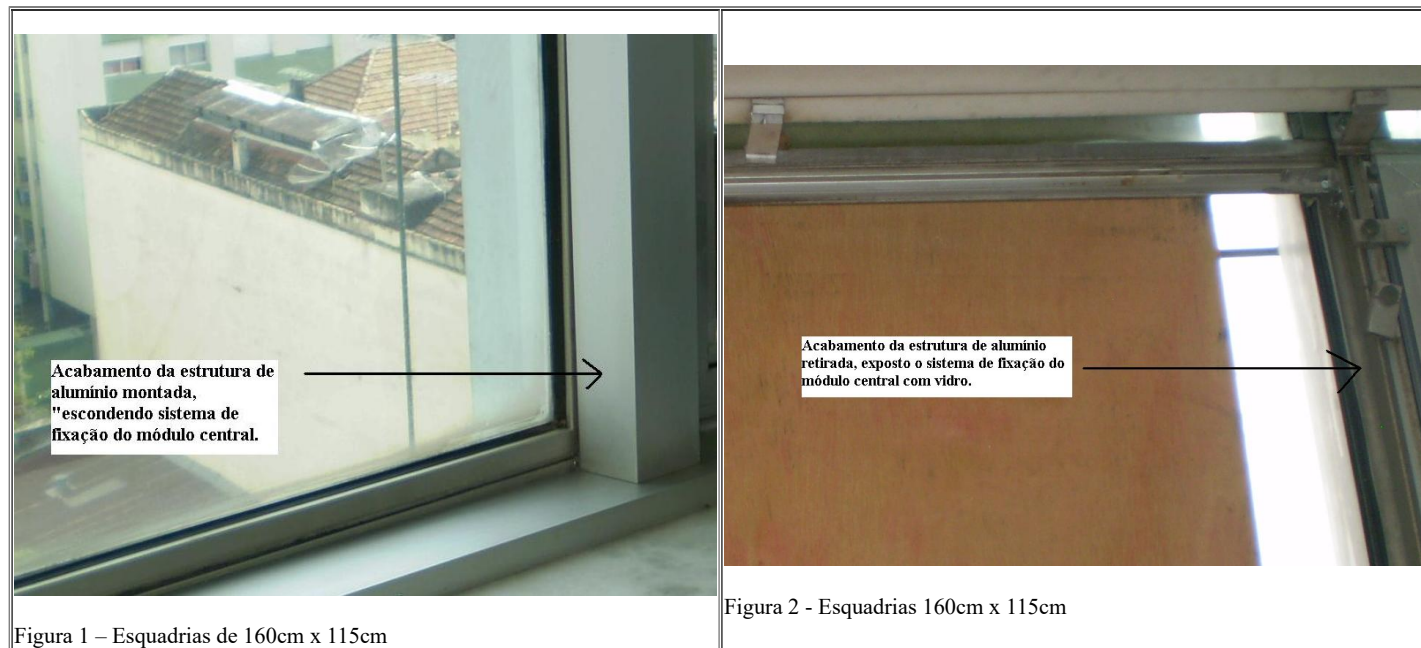 Acabamento da estrutura de
alumínio montada,
"escondendo sistema de
fixação do módulo central.
Figura 1 – Esquadrias de 160cm x 115cm
Acabamento da estrutura de alumínio
retirada, exposto o sistema de fixação do
módulo central com vidro.
Figura 2 - Esquadrias 160cm x 115cm